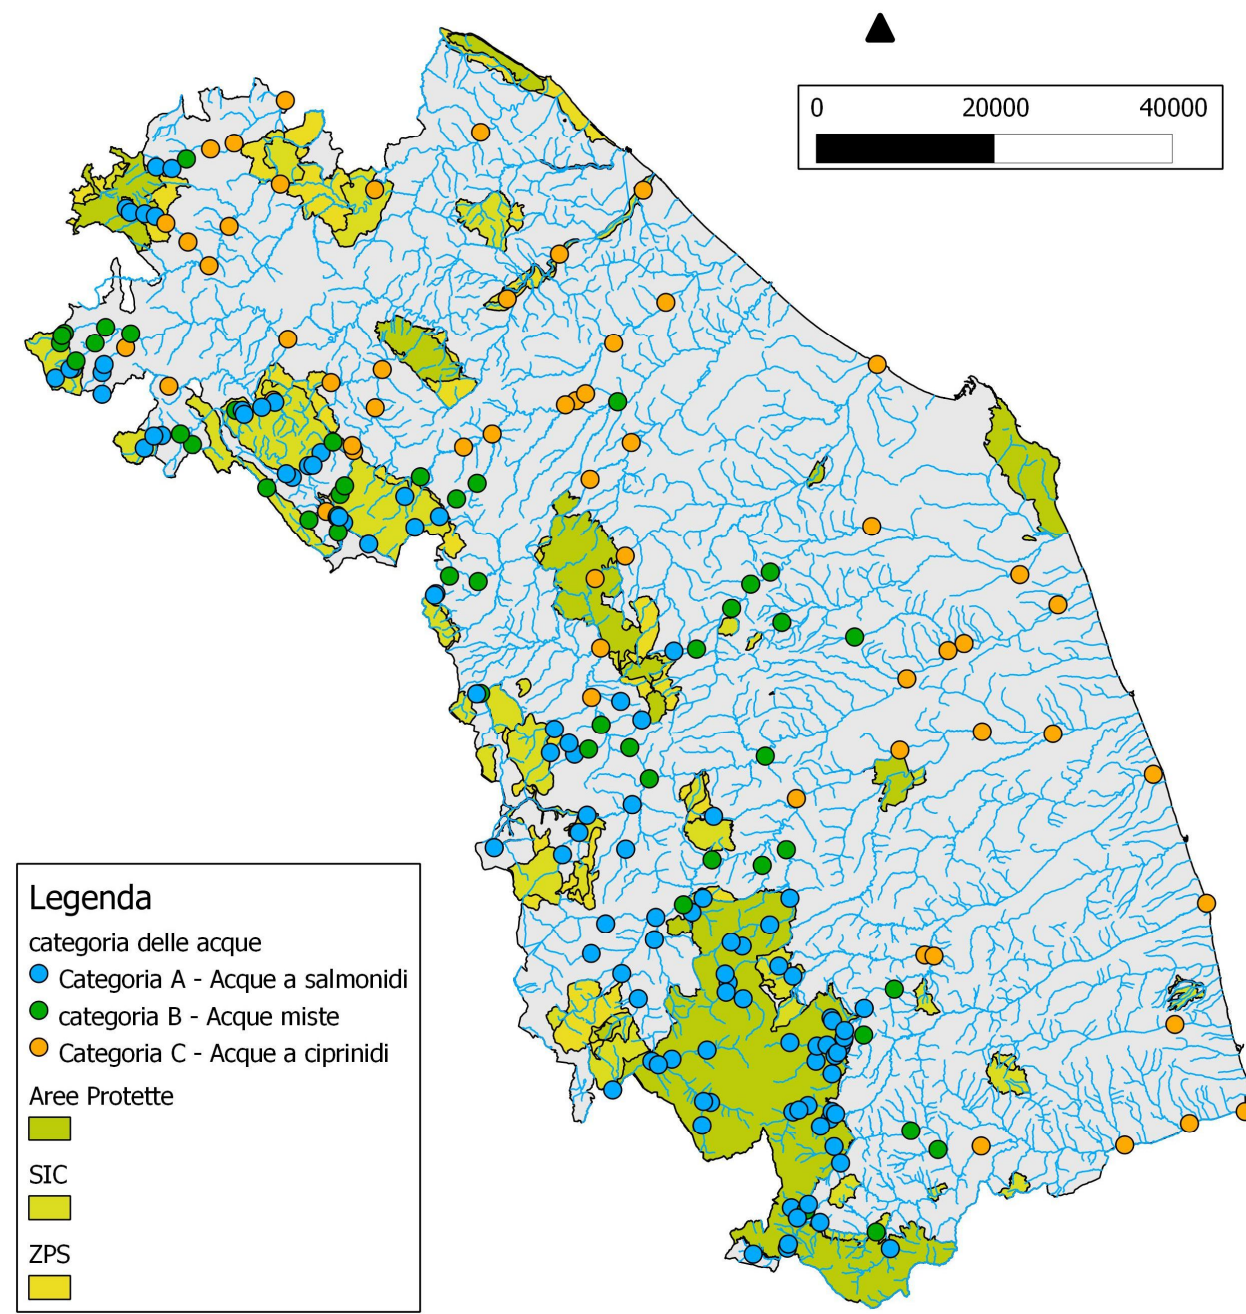 0 20000 40000
Legenda
categoria delle acque
Categoria A - Acque a salmonidi
categoria B - Acque miste
Categoria C - Acque a ciprinidi
Aree Protette
SIC
ZPS